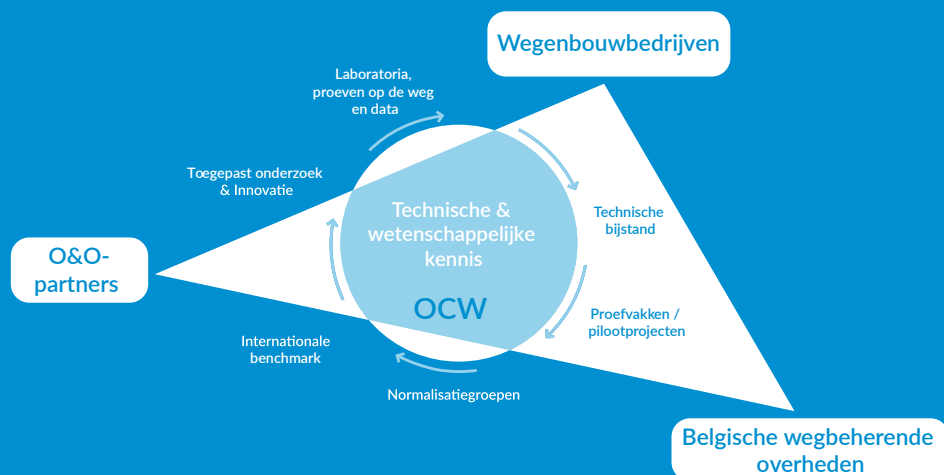 Wegenbouwbedrijven
Laboratoria,
proeven op de weg
en data
Toegepast onderzoek
& Innovatie
Technische &
wetenschappelijke
kennis
OCW
Technische
bijstand
O&O-
partners
Proefvakken /
pilootprojecten
Internationale
benchmark
Normalisatiegroepen
Belgische wegbeherende
overheden